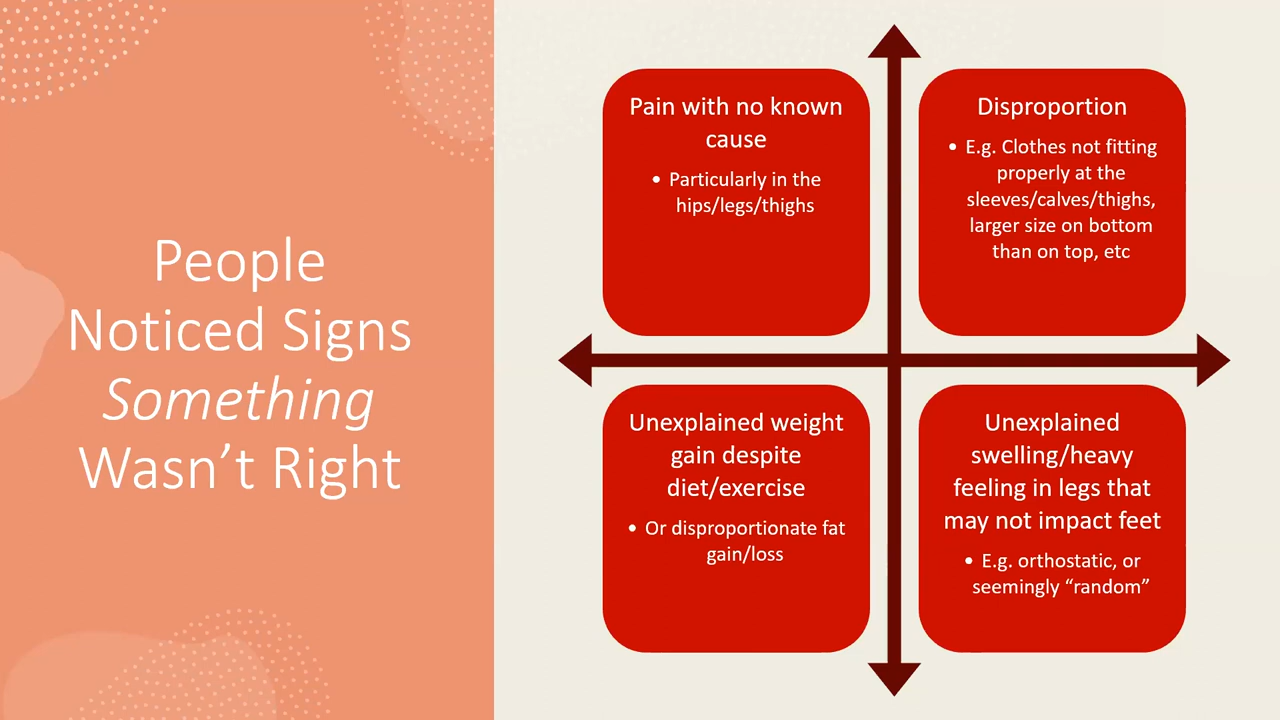 People
Noticed Signs
Something
Wasn’t Right
Pain with no known
cause
• Particularly in the
hips/legs/thighs
Disproportion
• E.g. Clothes not fitting
properly at the
sleeves/calves/thighs,
larger size on bottom
than on top, etc
Unexplained weight
gain despite
diet/exercise
• Or disproportionate fat
gain/loss
Unexplained
swelling/heavy
feeling in legs that
may not impact feet
• E.g. orthostatic, or
seemingly “random”